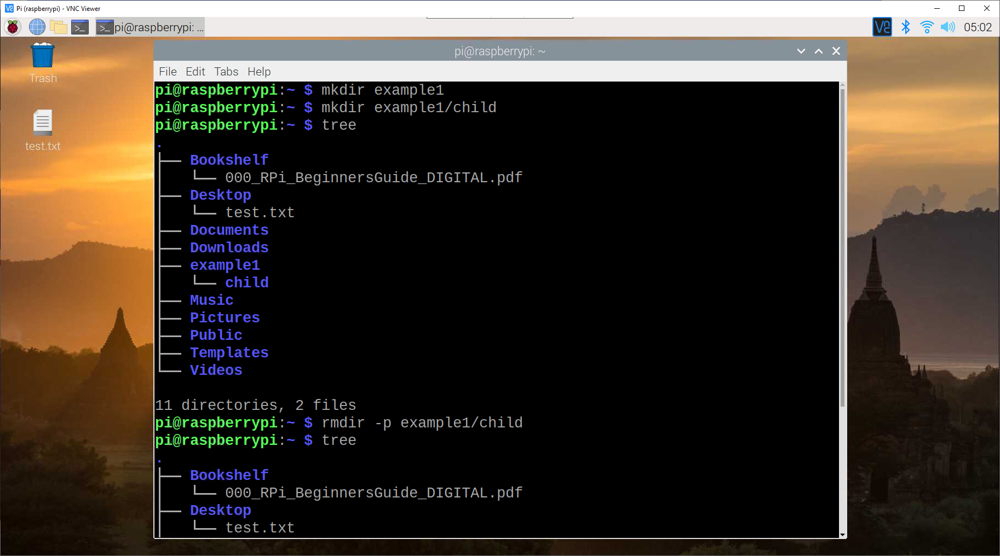 Pi (raspberrypi) - VNC Viewer
pi@raspberrypi: ...
05:02
Trash
test.txt
pi@raspberrypi: ~
File Edit Tabs Help
pi@raspberrypi:~ $ mkdir example1
pi@raspberrypi:~ $ mkdir example1/child
pi@raspberrypi:~ $ tree
.
├── Bookshelf
│   └── 000_RPi_BeginnersGuide_DIGITAL.pdf
├── Desktop
│   └── test.txt
├── Documents
├── Downloads
├── example1
│   └── child
├── Music
├── Pictures
├── Public
├── Templates
└── Videos
11 directories, 2 files
pi@raspberrypi:~ $ rmdir -p example1/child
pi@raspberrypi:~ $ tree
.
├── Bookshelf
│   └── 000_RPi_BeginnersGuide_DIGITAL.pdf
├── Desktop
│   └── test.txt